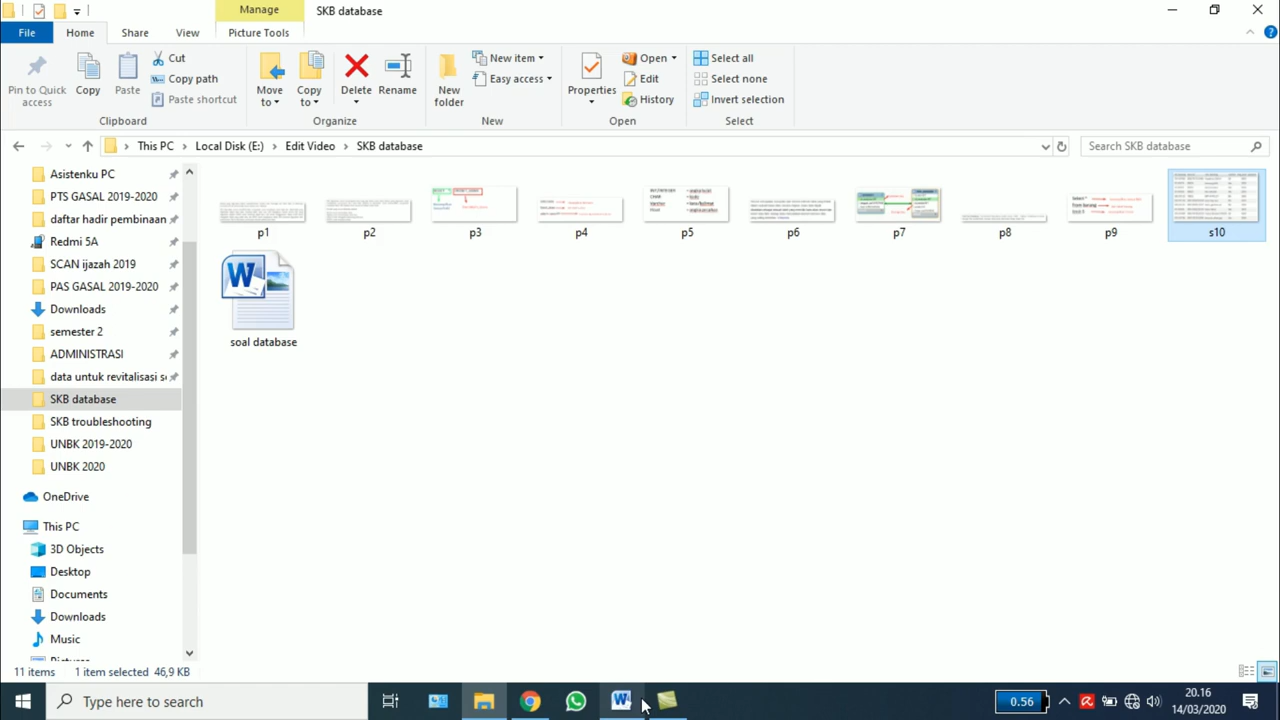 Manage
SKB database
File
Home
Share
View
Picture Tools
Pin to Quick access
Copy
Paste
Cut
Copy path
Paste shortcut
Clipboard
Move to
Copy to
Delete
Rename
Organize
New folder
New item
Easy access
New
Properties
Open
Edit
History
Open
Select all
Select none
Invert selection
Select
This PC
Local Disk (E:)
Edit Video
SKB database
Search SKB database
Asistenku PC
PTS GASAL 2019-2020
daftar hadir pembinaan
Redmi 5A
SCAN ijazah 2019
PAS GASAL 2019-2020
Downloads
semester 2
ADMINISTRASI
data untuk revitalisasi s
SKB database
SKB troubleshooting
UNBK 2019-2020
UNBK 2020
OneDrive
This PC
3D Objects
Desktop
Documents
Downloads
Music
p1
p2
p3
p4
p5
p6
p7
p8
p9
s10
soal database
11 items
1 item selected 46,9 KB
Type here to search
0.56
20.16
14/03/2020